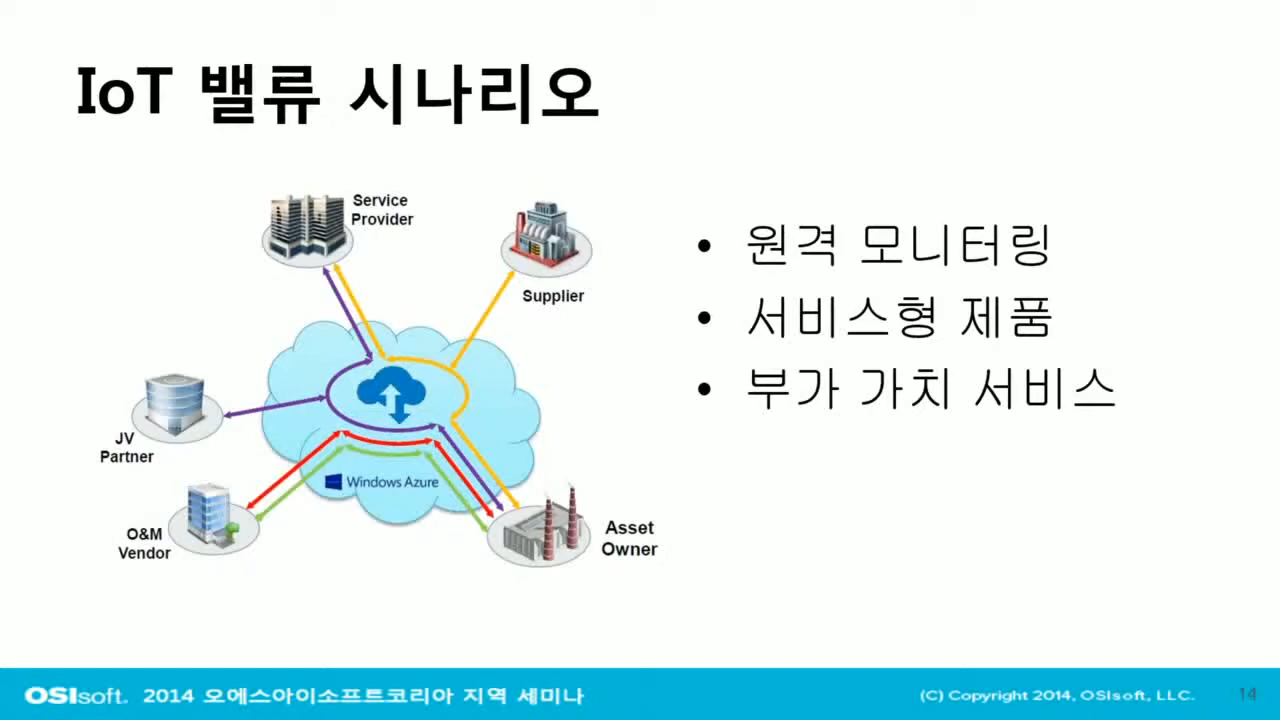 IoT 밸류 시나리오
Service
Provider
Supplier
JV
Partner
O&M
Vendor
Windows Azure
Asset
Owner
• 원격 모니터링
• 서비스형 제품
• 부가 가치 서비스
OSIsoft. 2014 오에스아이소프트코리아 지역 세미나
(C) Copyright 2014, OSIsoft, LLC.
14